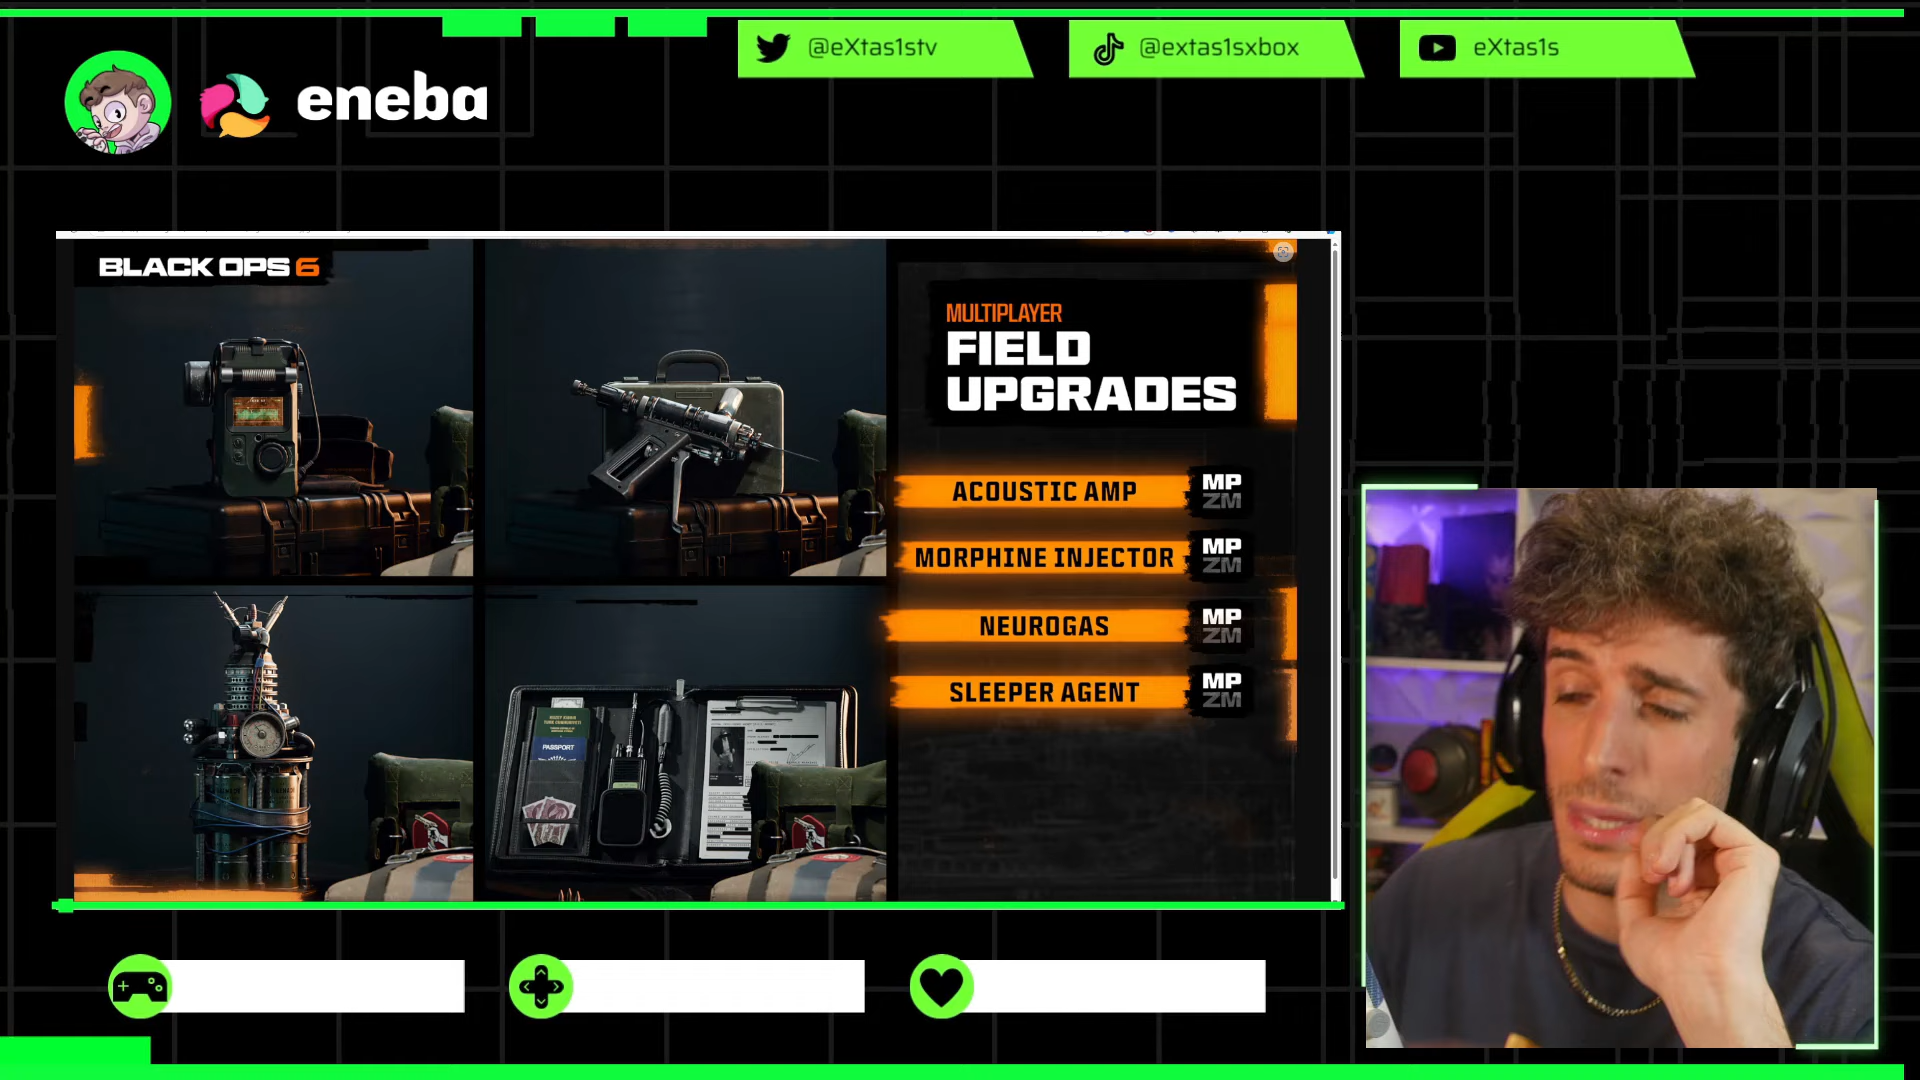 @eXtas1stv
@extas1sxbox
eXtas1s
eneba
BLACK OPS 6
MULTIPLAYER
FIELD
UPGRADES
ACOUSTIC AMP
MP
ZM
MORPHINE INJECTOR
MP
ZM
NEUROGAS
MP
ZM
SLEEPER AGENT
MP
ZM
PASSPORT